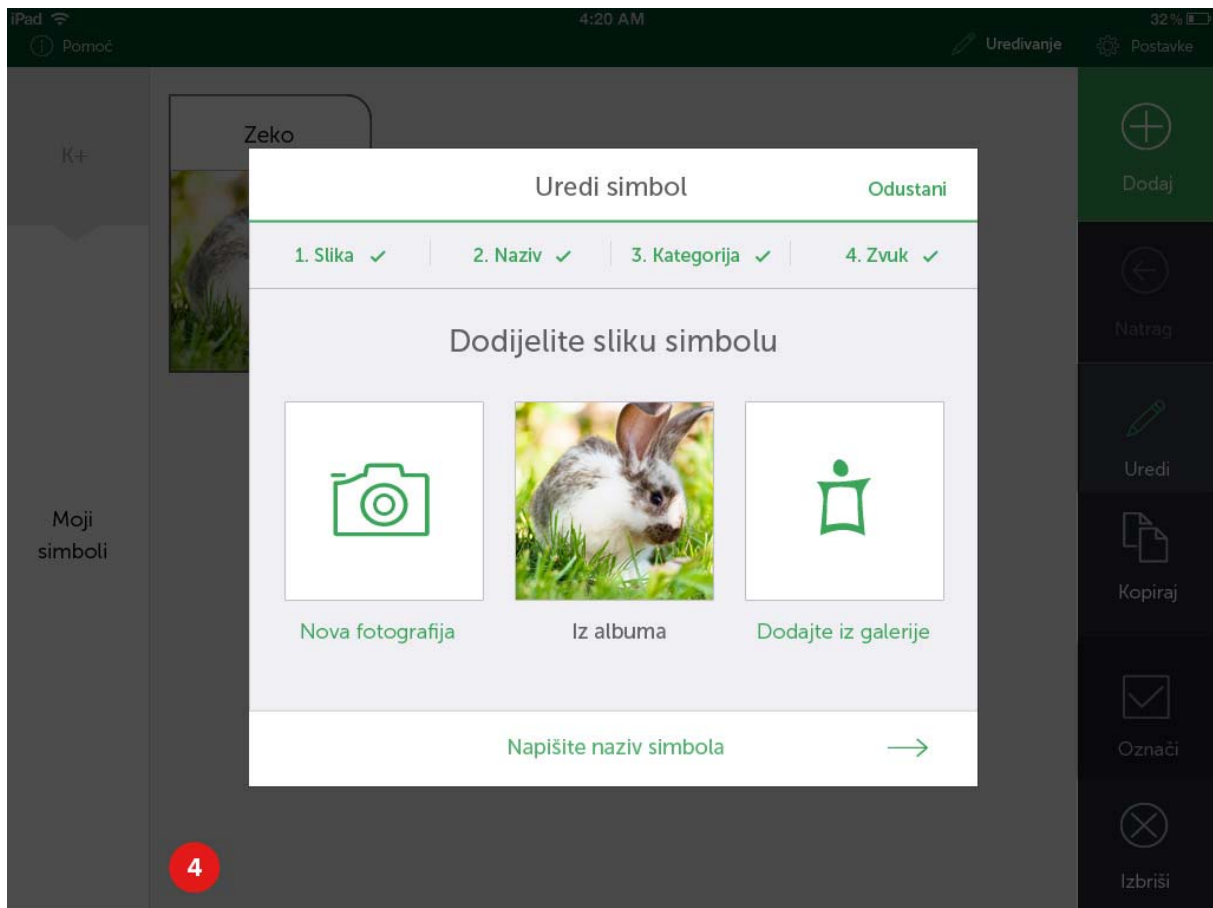 iPad 4:20 AM 32%
Pomoć Uređivanje Postavke
K+
Zeko
Dodaj
Uredi simbol Odustani
1. Slika 2. Naziv 3. Kategorija 4. Zvuk
Natrag
Dodijelite sliku simbolu
Uredi
Moji
simboli
Kopiraj
Nova fotografija Iz albuma Dodajte iz galerije
Napišite naziv simbola
Označi
4
Izbriši